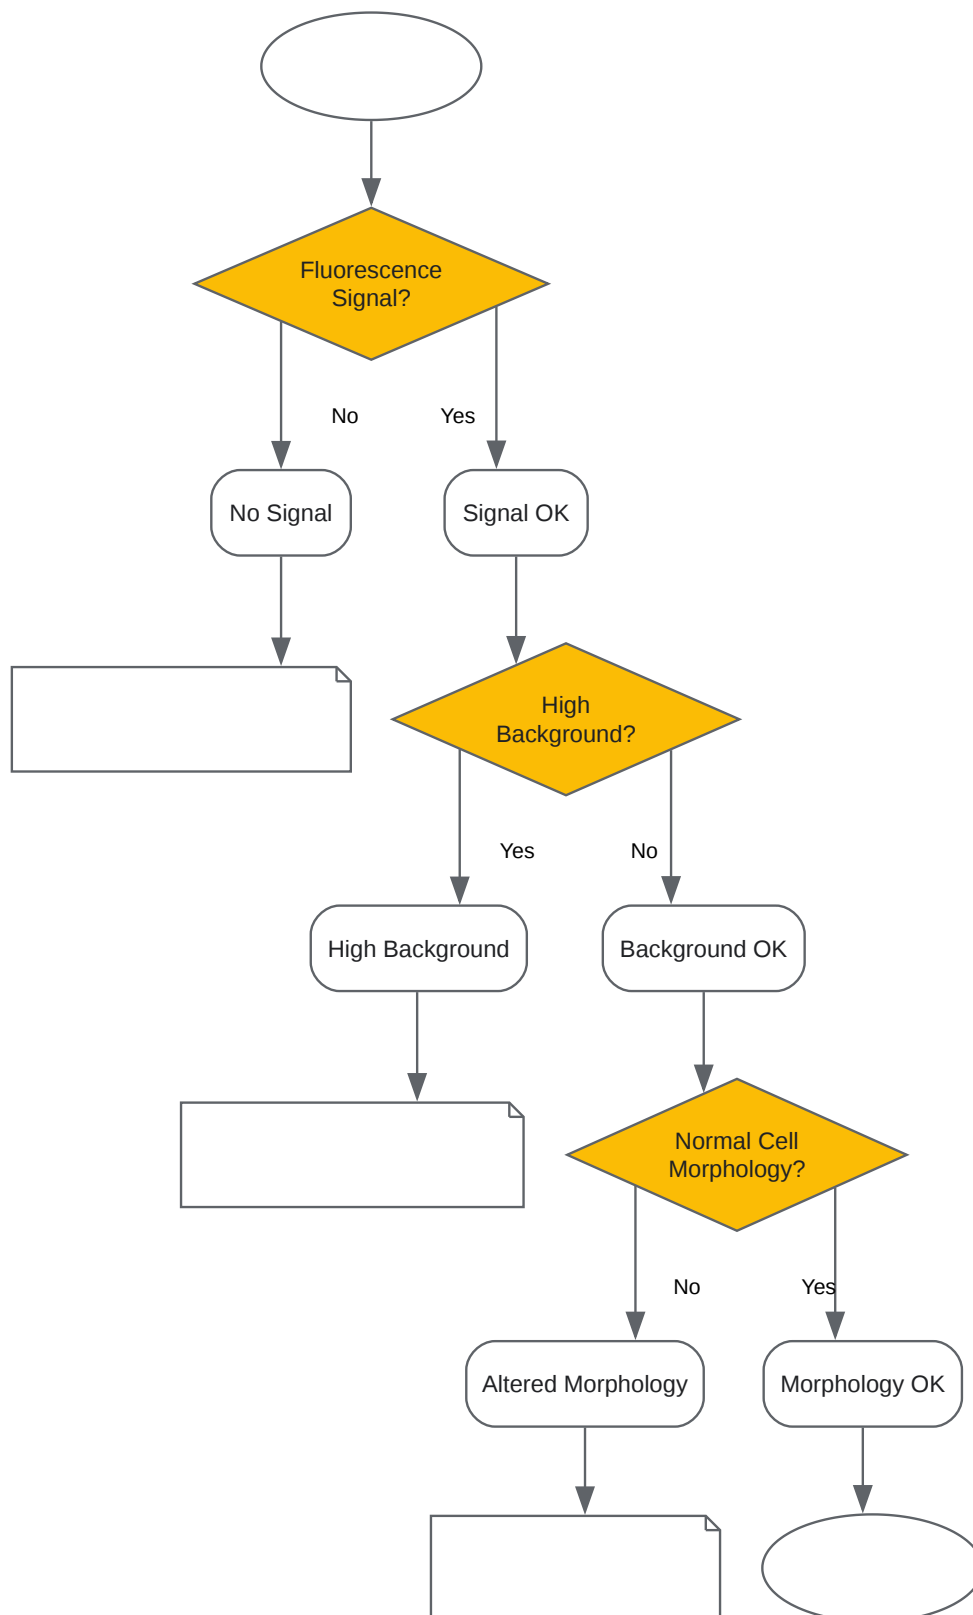 Fluorescence
Signal?
No
Yes
No Signal
Signal OK
High
Background?
Yes
No
High Background
Background OK
Normal Cell
Morphology?
No
Yes
Altered Morphology
Morphology OK